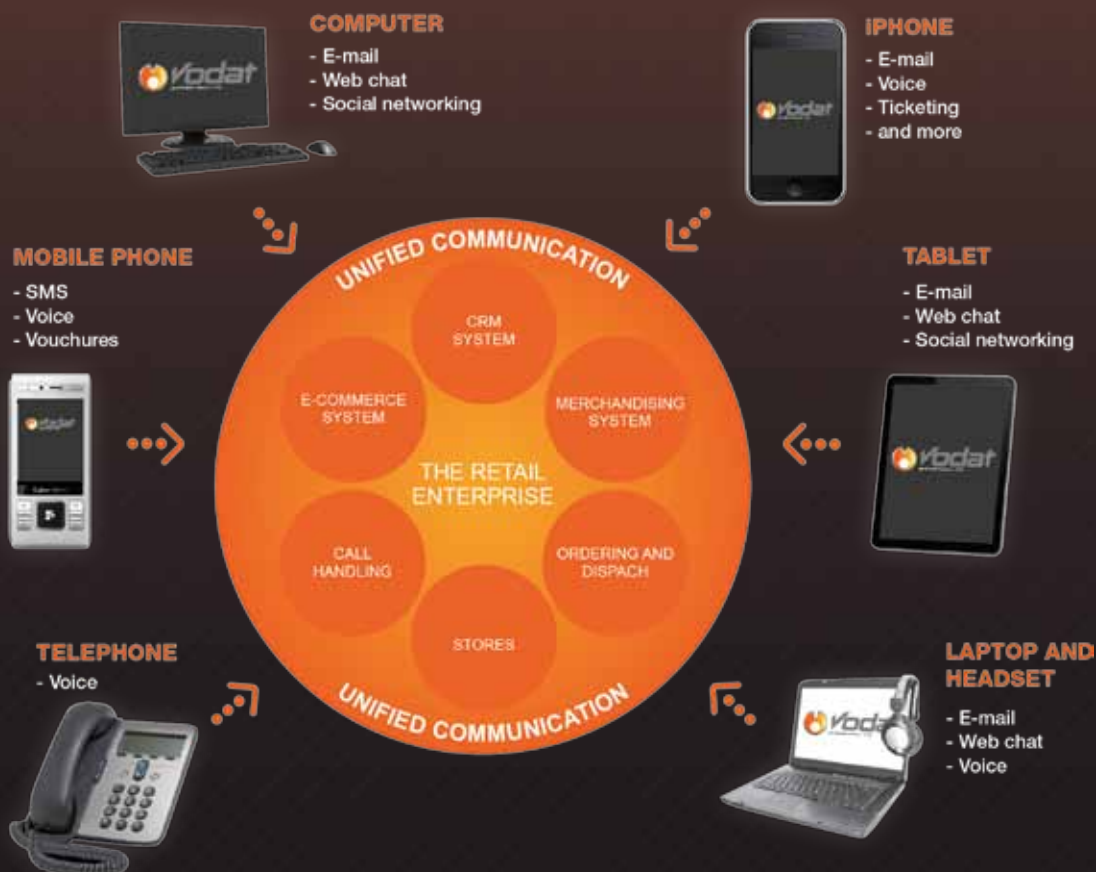 COMPUTER
- E-mail
- Web chat
- Social networking
iPHONE
- E-mail
- Voice
- Ticketing
- and more
MOBILE PHONE
- SMS
- Voice
- Vouchures
TABLET
- E-mail
- Web chat
- Social networking
UNIFIED COMMUNICATION
CRM
SYSTEM
E-COMMERCE
SYSTEM
MERCHANDISING
SYSTEM
THE RETAIL
ENTERPRISE
CALL
HANDLING
ORDERING AND
DISPACH
STORES
UNIFIED COMMUNICATION
TELEPHONE
- Voice
LAPTOP AND
HEADSET
- E-mail
- Web chat
- Voice
vodat
vodat
vodat
vodat
vodat